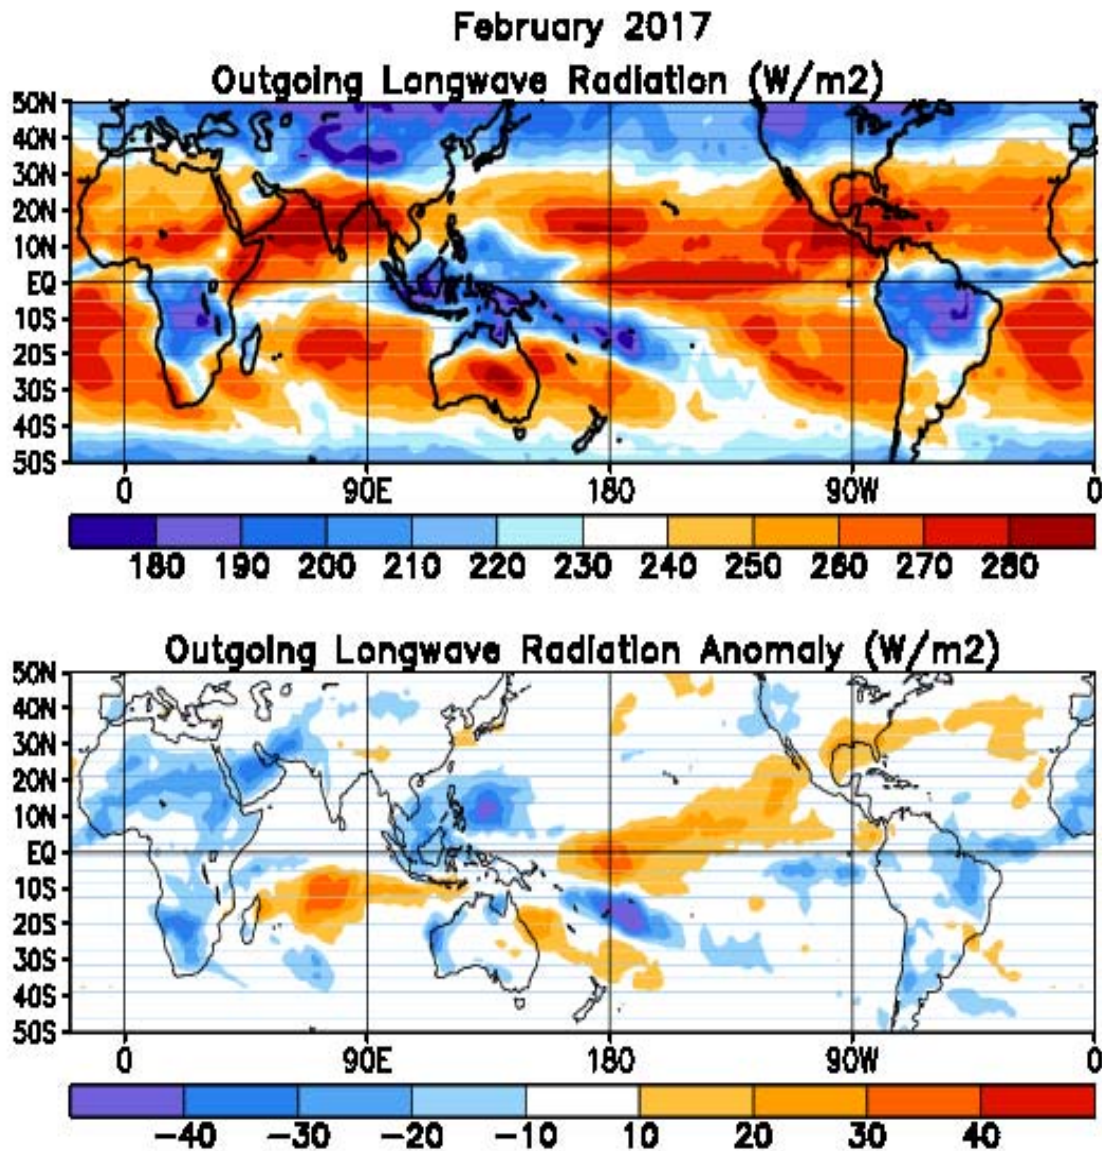 February 2017
Outgoing Longwave Radiation (W/m2)
50N
40N
30N
20N
10N
EQ
10S
20S
30S
40S
50S
0 90E 180 90W 0
180 190 200 210 220 230 240 250 260 270 280
Outgoing Longwave Radiation Anomaly (W/m2)
50N
40N
30N
20N
10N
EQ
10S
20S
30S
40S
50S
0 90E 180 90W 0
−40 −30 −20 −10 10 20 30 40